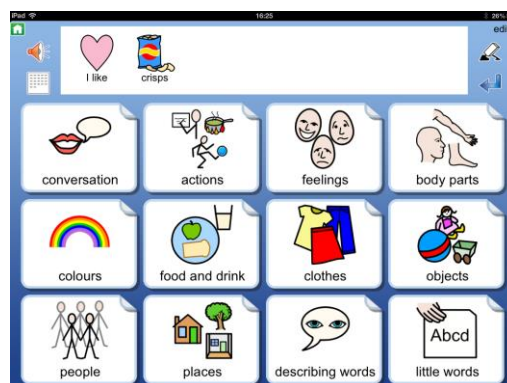 iPad 16:25 26%
edit
I like crisps
conversation actions feelings body parts
colours food and drink clothes objects
Abcd
people places describing words little words